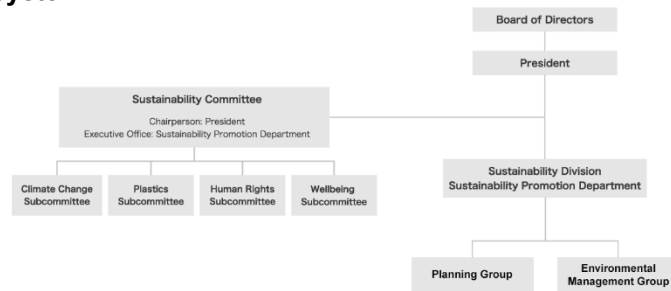 Board of Directors
President
Sustainability Committee
Chairperson: President
Executive Office: Sustainability Promotion Department
Climate Change
Subcommittee
Plastics
Subcommittee
Human Rights
Subcommittee
Wellbeing
Subcommittee
Sustainability Division
Sustainability Promotion Department
Planning Group
Environmental
Management Group